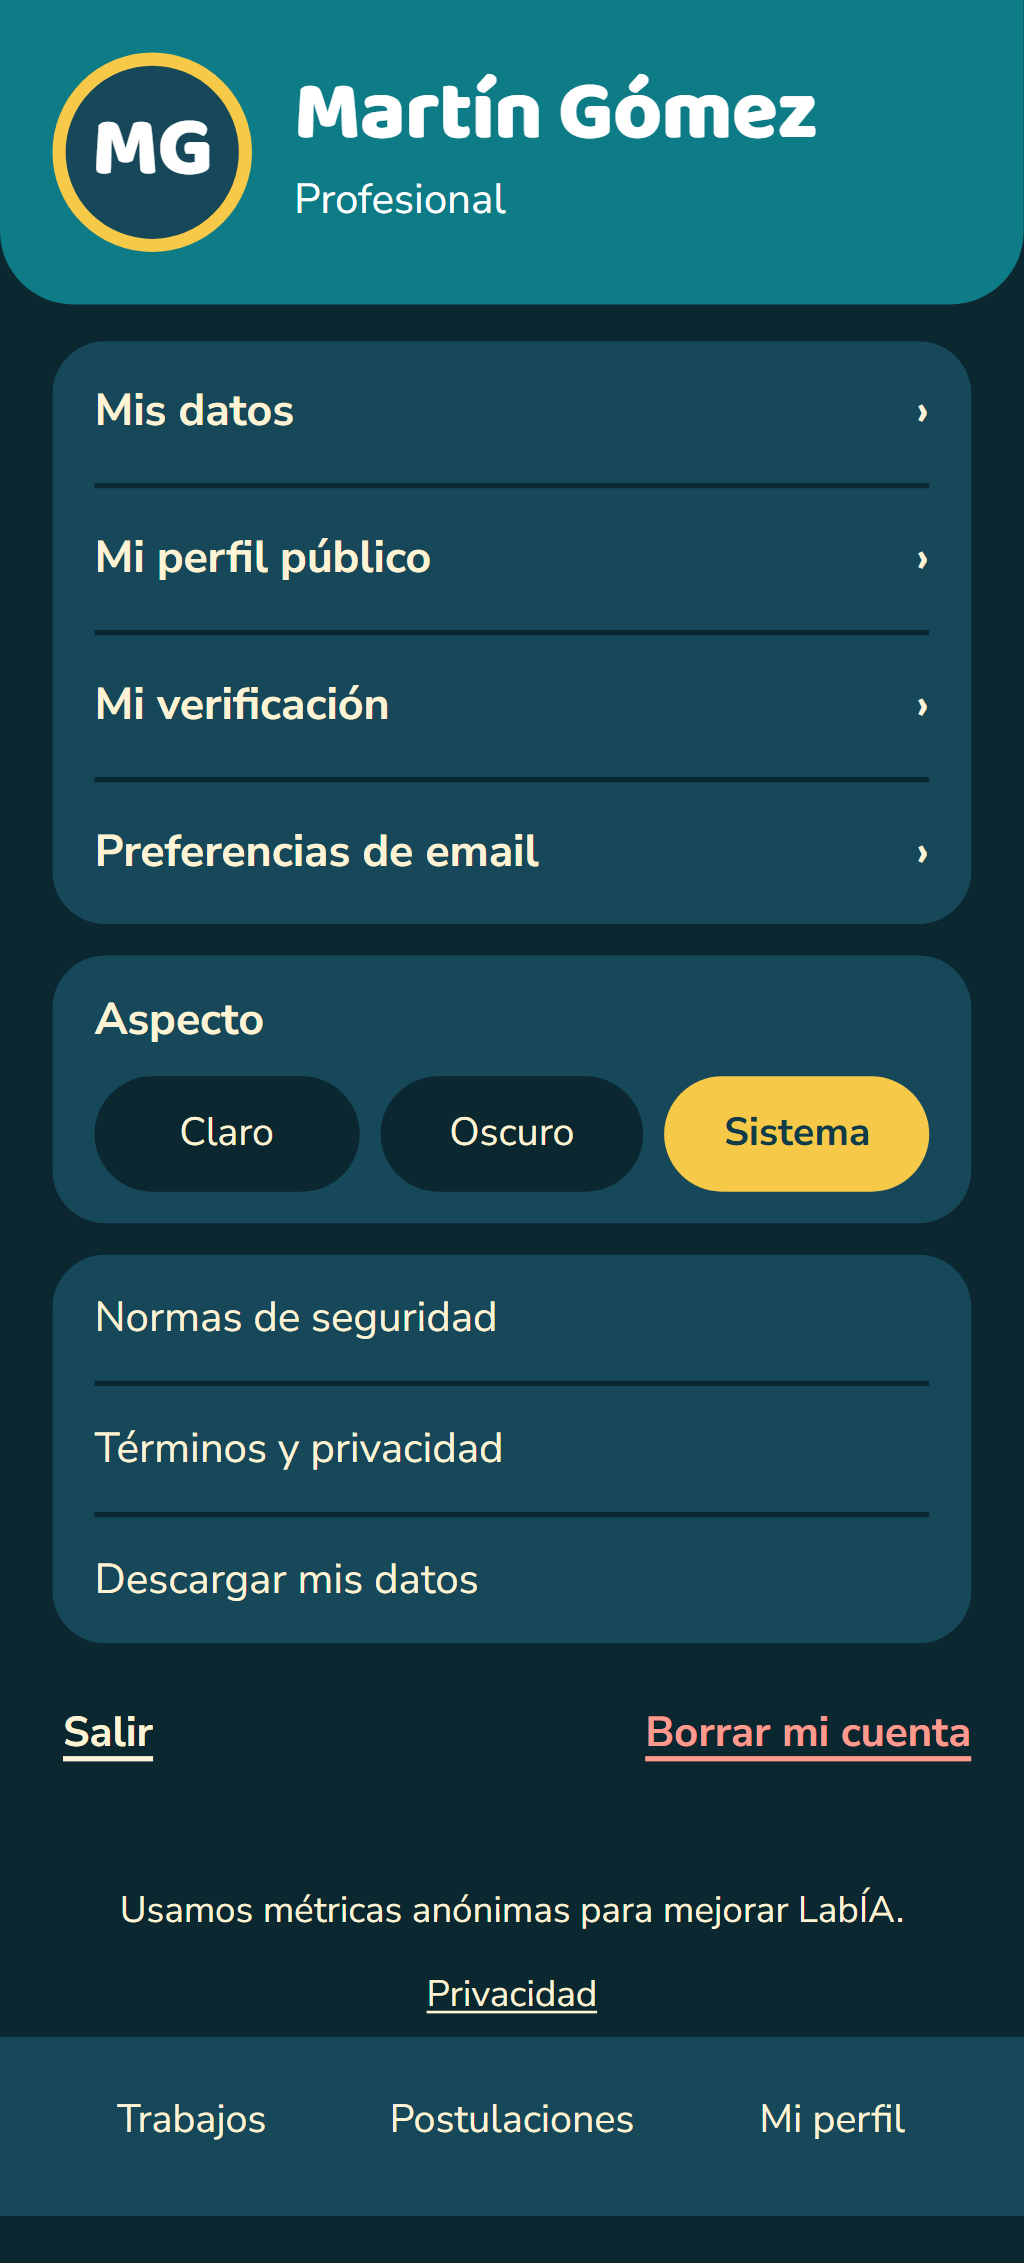 MG
Martín Gómez
Profesional
Mis datos ›
Mi perfil público ›
Mi verificación ›
Preferencias de email ›
Aspecto
Claro Oscuro Sistema
Normas de seguridad
Términos y privacidad
Descargar mis datos
Salir Borrar mi cuenta
Usamos métricas anónimas para mejorar LabÍA.
Privacidad
Trabajos Postulaciones Mi perfil